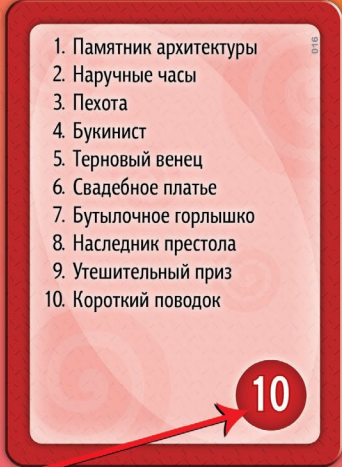 016
1. Памятник архитектуры
2. Наручные часы
3. Пехота
4. Букинист
5. Терновый венец
6. Свадебное платье
7. Бутылочное горлышко
8. Наследник престола
9. Утешительный приз
10. Короткий поводок
10